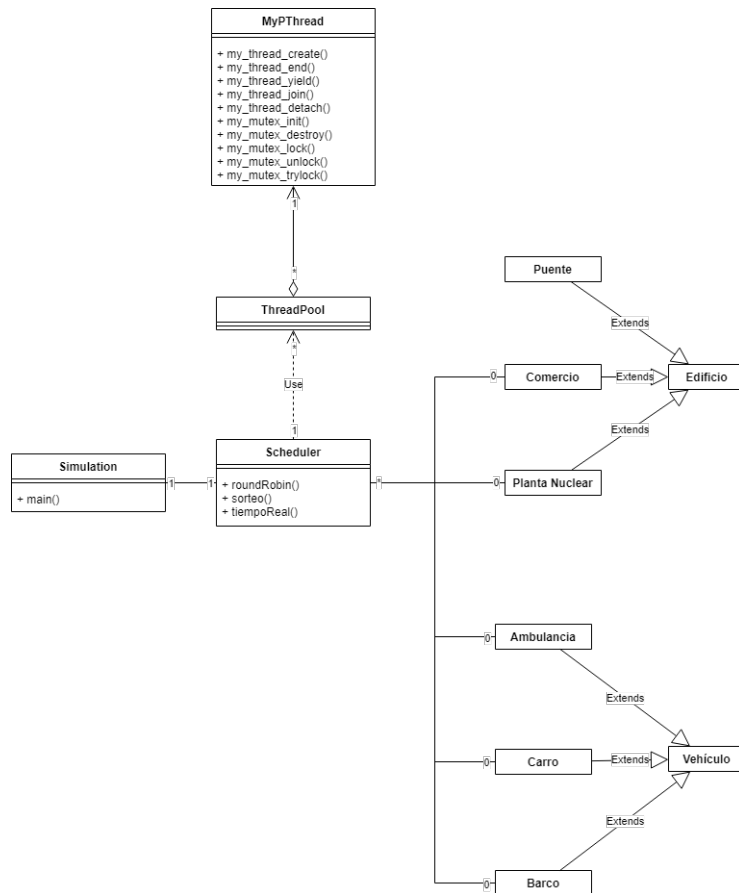 MyPThread
+ my_thread_create()
+ my_thread_end()
+ my_thread_yield()
+ my_thread_join()
+ my_thread_detach()
+ my_mutex_init()
+ my_mutex_destroy()
+ my_mutex_lock()
+ my_mutex_unlock()
+ my_mutex_trylock()
1
*
ThreadPool
*
Use
1
Scheduler
+ roundRobin()
+ sorteo()
+ tiempoReal()
Simulation
+ main()
1
1
*
Puente
Extends
0
Comercio
Extends
Edificio
Extends
0
Planta Nuclear
0
Ambulancia
Extends
0
Carro
Extends
Vehículo
Extends
0
Barco